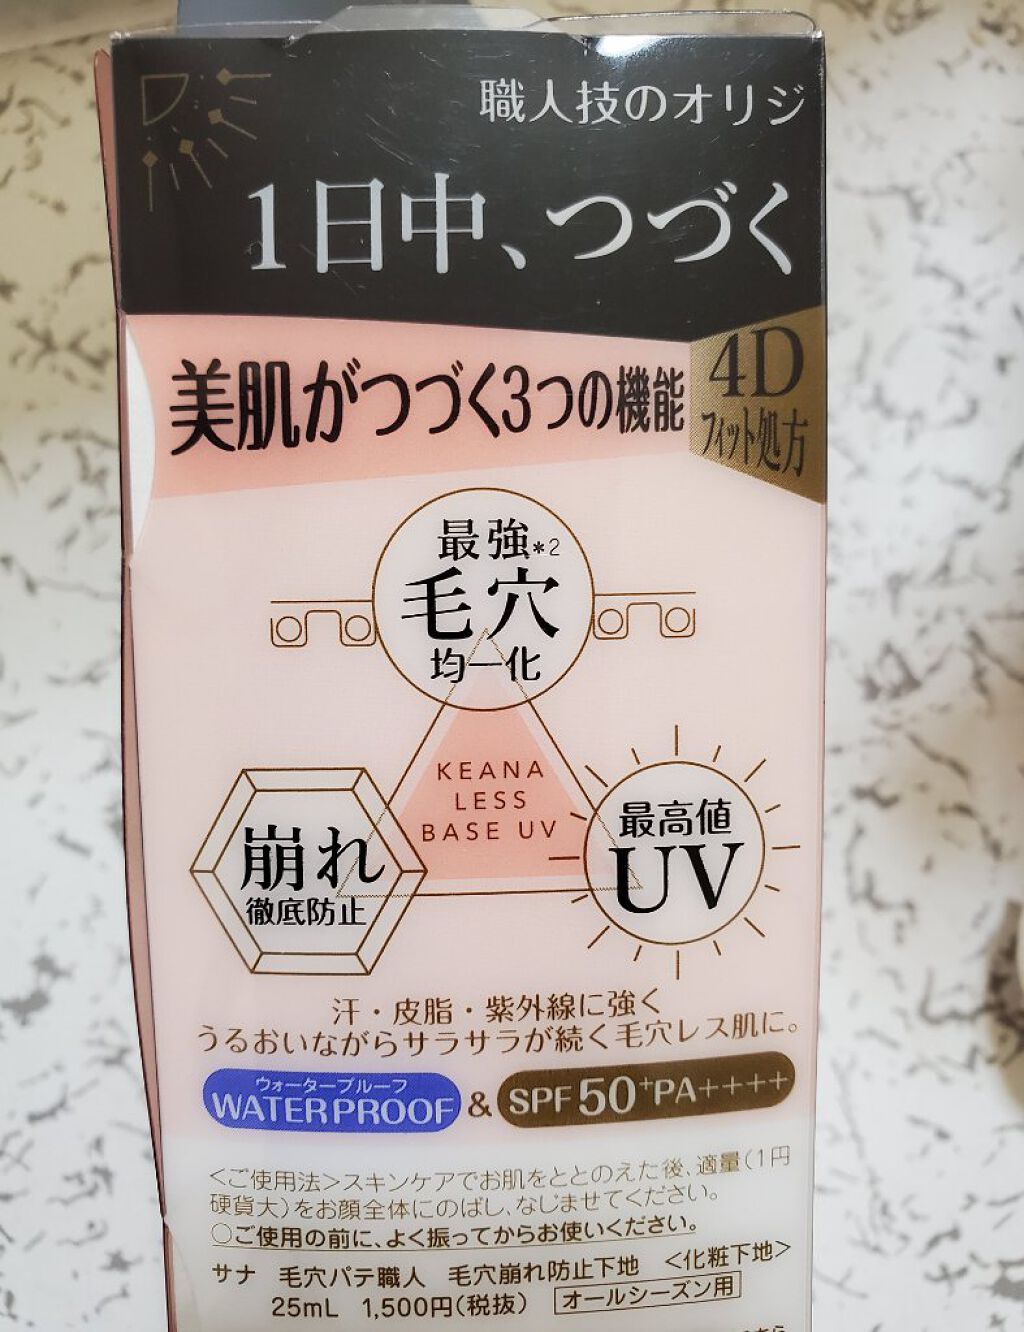 職人技のオリジ
1日中、つづく
美肌がつづく3つの機能
4D
フィット処方
最強*2
毛穴
均一化
KEANA
LESS
BASE UV
崩れ
徹底防止
最高値
UV
汗・皮脂・紫外線に強く
うるおいながらサラサラが続く毛穴レス肌に。
ウォータープルーフ
WATERPROOF & SPF50+PA++++
<ご使用法>スキンケアでお肌をととのえた後、適量(1円
硬貨大)をお顔全体にのばし、なじませてください。
○ご使用の前に、よく振ってからお使いください。
サナ 毛穴パテ職人 毛穴崩れ防止下地 <化粧下地>
25mL 1,500円(税抜) オールシーズン用